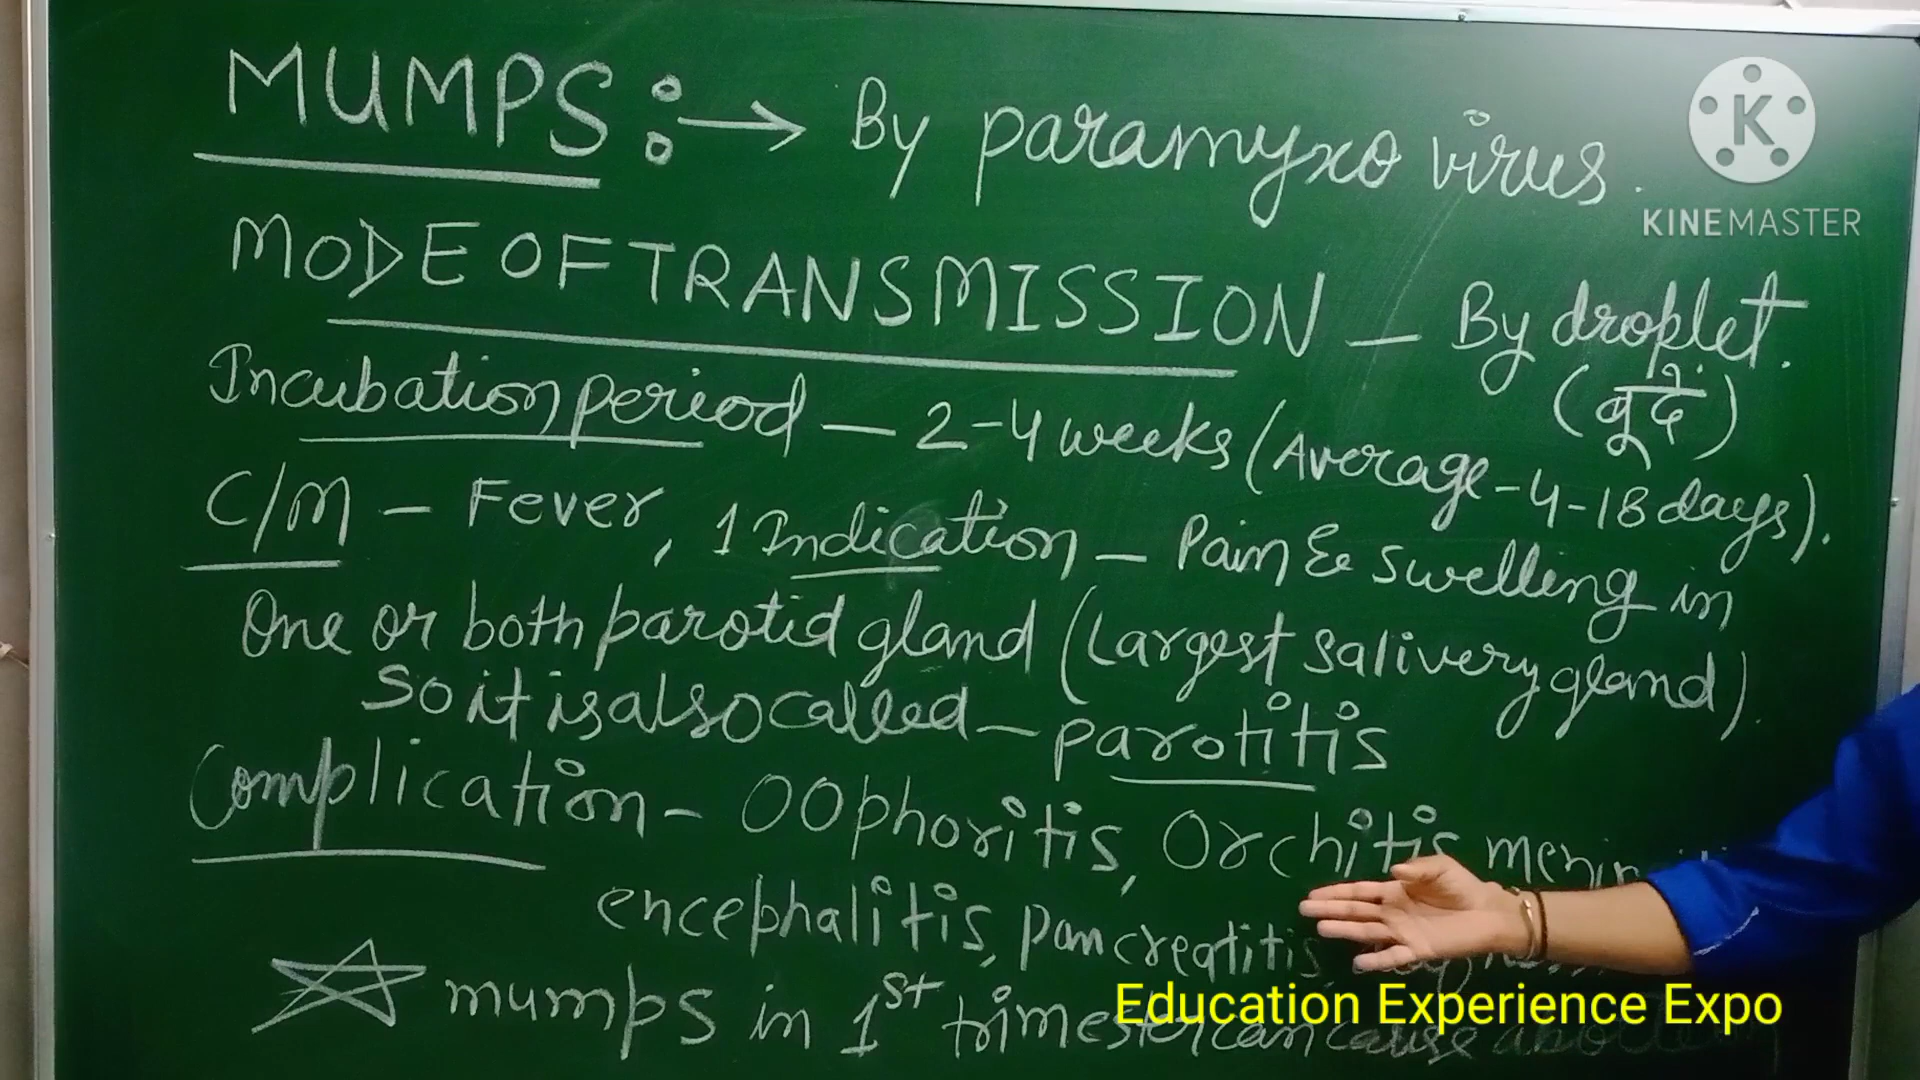 MUMPS :→ By paramyxo virus.
KINEMASTER
MODE OF TRANSMISSION – By droplet.
(बूंदे)
Incubation period – 2-4 weeks (Average - 4-18 days).
C/M – Fever, 1 Indication – Pain & swelling in
One or both parotid gland (Largest salivery gland).
So it is also called – parotitis
Complication – Oophoritis, Orchitis
encephalitis, pancreatitis
mumps in 1st trimester can cause
Education Experience Expo